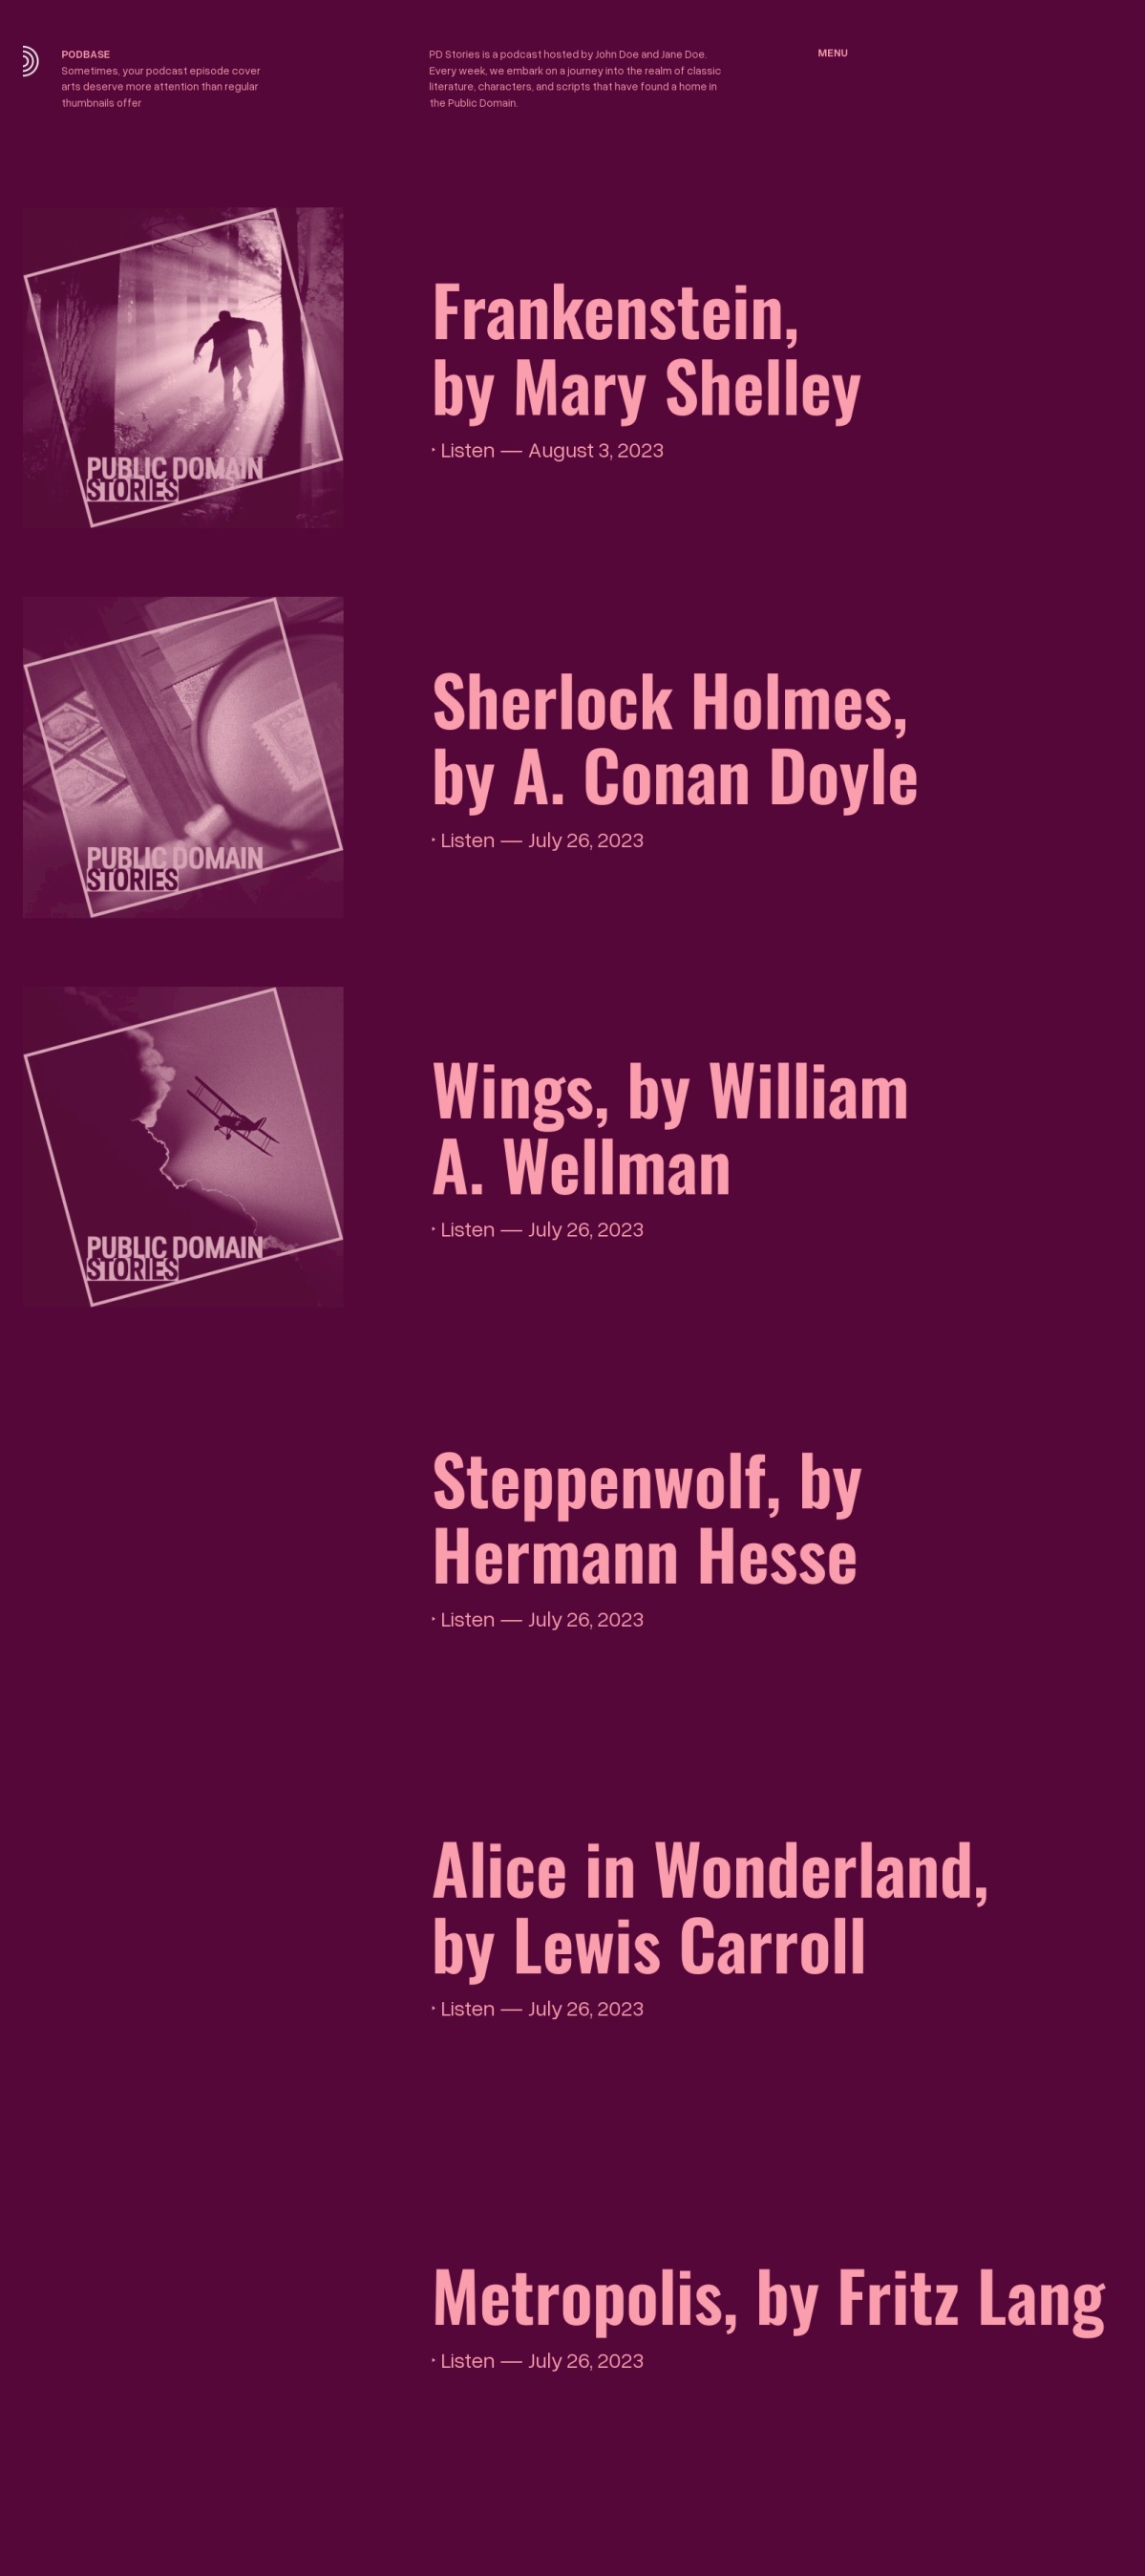 PODBASE
Sometimes, your podcast episode cover
arts deserve more attention than regular
thumbnails offer
PD Stories is a podcast hosted by John Doe and Jane Doe.
Every week, we embark on a journey into the realm of classic
literature, characters, and scripts that have found a home in
the Public Domain.
MENU
PUBLIC DOMAIN
STORIES
Frankenstein,
by Mary Shelley
Listen — August 3, 2023
PUBLIC DOMAIN
STORIES
Sherlock Holmes,
by A. Conan Doyle
Listen — July 26, 2023
PUBLIC DOMAIN
STORIES
Wings, by William
A. Wellman
Listen — July 26, 2023
Steppenwolf, by
Hermann Hesse
Listen — July 26, 2023
Alice in Wonderland,
by Lewis Carroll
Listen — July 26, 2023
Metropolis, by Fritz Lang
Listen — July 26, 2023